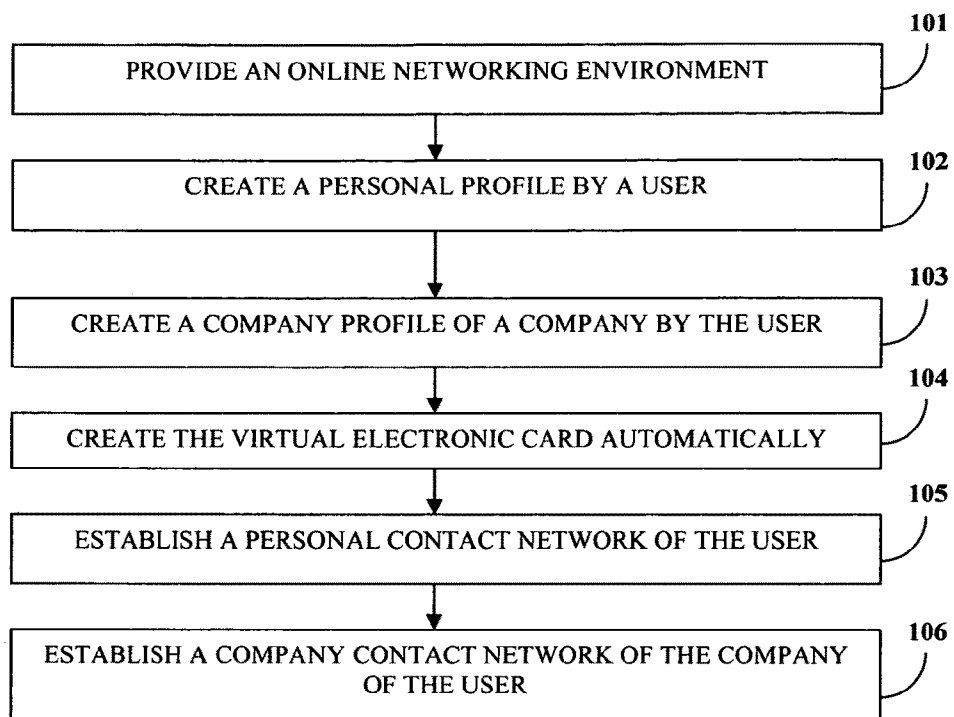 101
PROVIDE AN ONLINE NETWORKING ENVIRONMENT
102
CREATE A PERSONAL PROFILE BY A USER
103
CREATE A COMPANY PROFILE OF A COMPANY BY THE USER
104
CREATE THE VIRTUAL ELECTRONIC CARD AUTOMATICALLY
105
ESTABLISH A PERSONAL CONTACT NETWORK OF THE USER
106
ESTABLISH A COMPANY CONTACT NETWORK OF THE COMPANY
OF THE USER